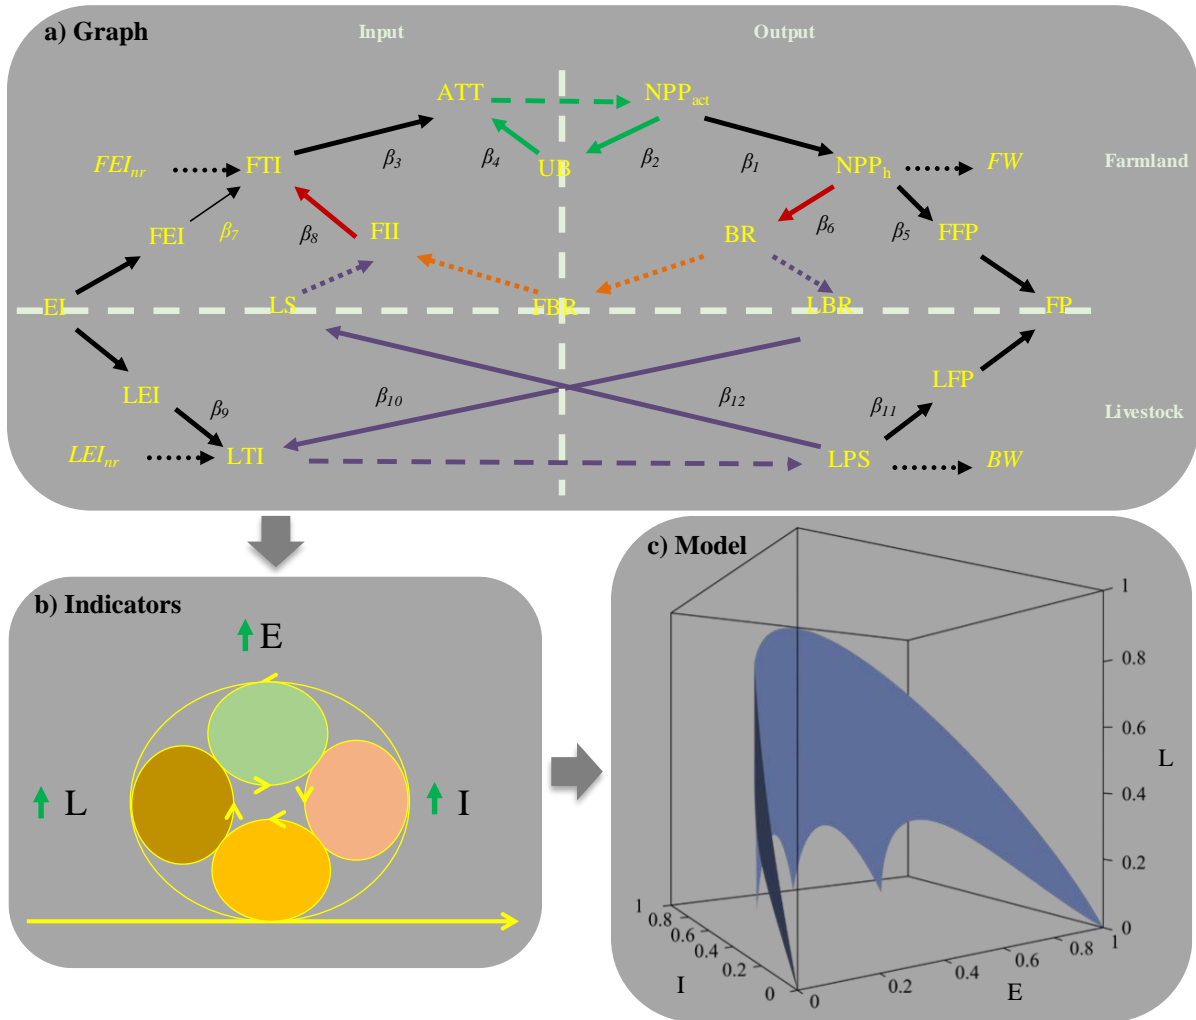 a) Graph
Input
Output
ATT
NPPact
FEInr
FTI
β3
β4
UB
β2
β1
NPPh
FW
Farmland
FEI
β7
β8
FII
BR
β6
β5
FFP
EI
LS
FBR
LBR
FP
LEI
β9
β10
β12
β11
LFP
Livestock
LEInr
LTI
LPS
BW
b) Indicators
E
L
I
c) Model
1
0.8
0.6
0.4
0.2
0
L
1
0.8
0.6
0.4
0.2
0
I
0
0.2
0.4
0.6
0.8
1
E